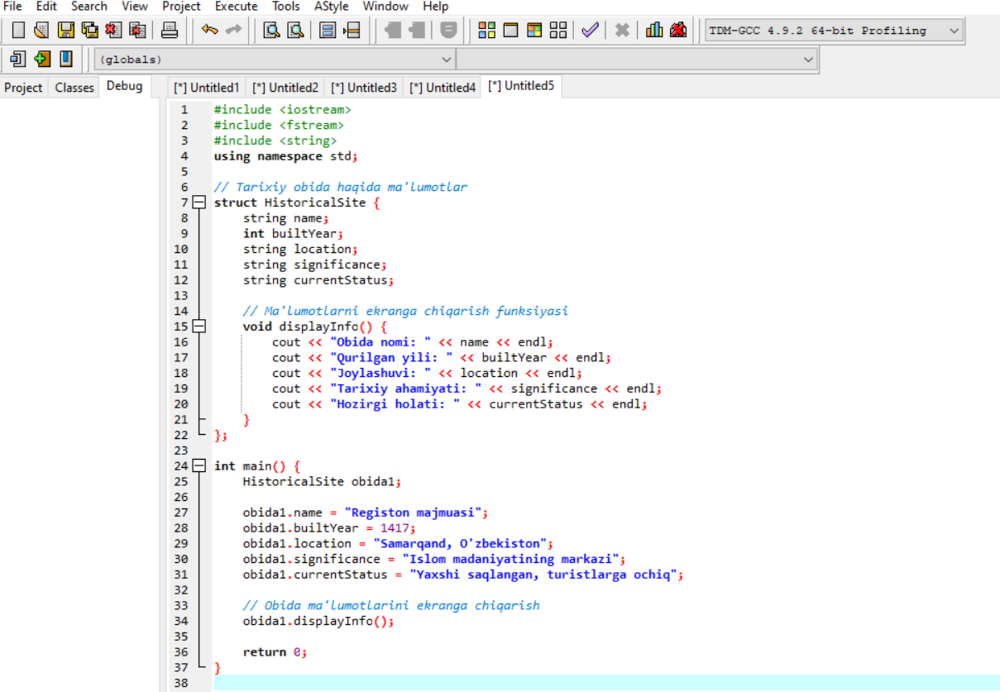 File Edit Search View Project Execute Tools AStyle Window Help
TDM-GCC 4.9.2 64-bit Profiling
(globals)
Project Classes Debug
[*] Untitled1 [*] Untitled2 [*] Untitled3 [*] Untitled4 [*] Untitled5
1 #include <iostream>
2 #include <fstream>
3 #include <string>
4 using namespace std;
5
6 // Tarixiy obida haqida ma'lumotlar
7 struct HistoricalSite {
8 string name;
9 int builtYear;
10 string location;
11 string significance;
12 string currentStatus;
13
14 // Ma'lumotlarni ekranga chiqarish funksiyasi
15 void displayInfo() {
16 cout << "Obida nomi: " << name << endl;
17 cout << "Qurilgan yili: " << builtYear << endl;
18 cout << "Joylashuvi: " << location << endl;
19 cout << "Tarixiy ahamiyati: " << significance << endl;
20 cout << "Hozirgi holati: " << currentStatus << endl;
21 }
22 };
23
24 int main() {
25 HistoricalSite obida1;
26
27 obida1.name = "Registon majmuasi";
28 obida1.builtYear = 1417;
29 obida1.location = "Samarqand, O'zbekiston";
30 obida1.significance = "Islom madaniyatining markazi";
31 obida1.currentStatus = "Yaxshi saqlangan, turistlarga ochiq";
32
33 // Obida ma'lumotlarini ekranga chiqarish
34 obida1.displayInfo();
35
36 return 0;
37 }
38